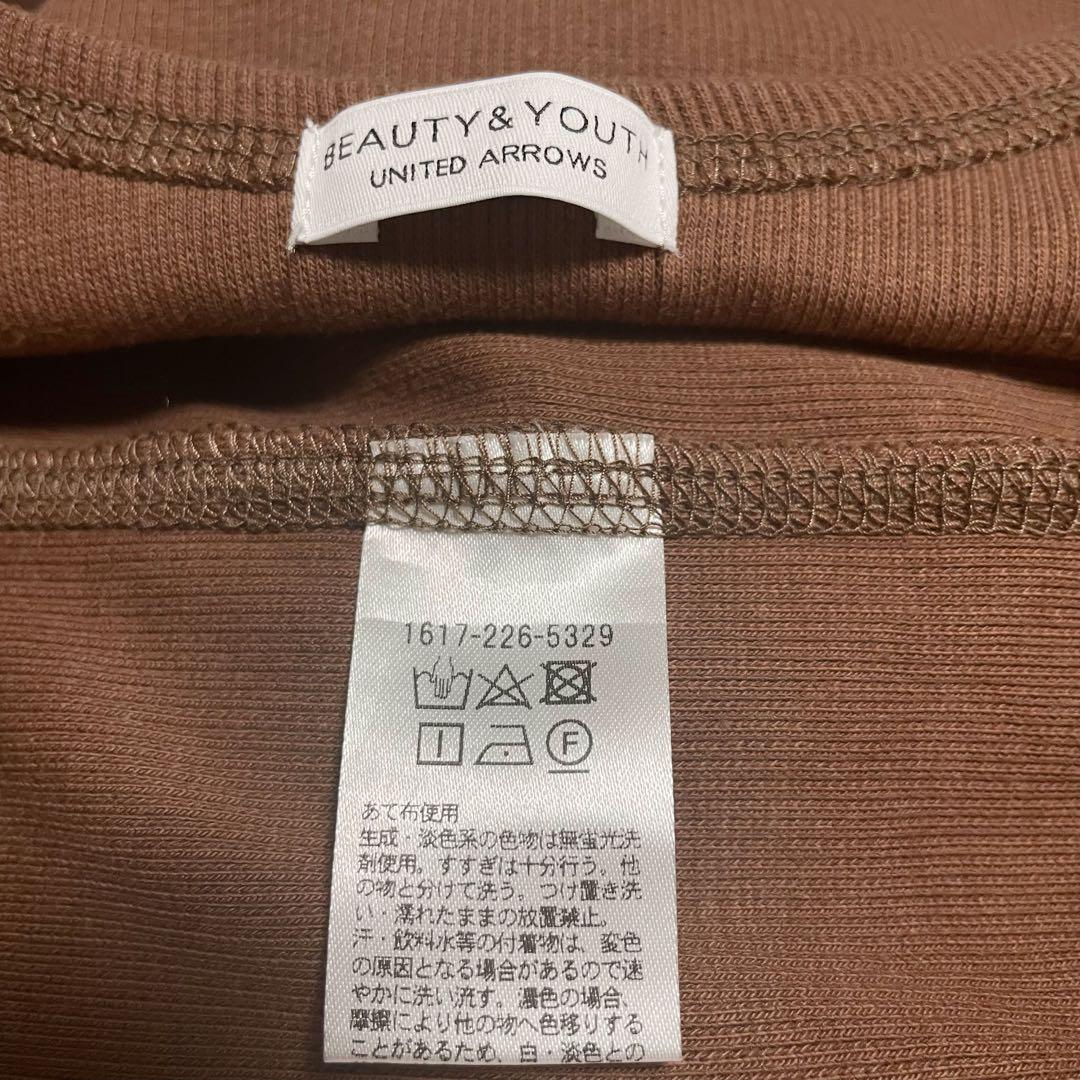 BEAUTY&YOUTH
UNITED ARROWS
1617-226-5329
F
あて布使用
生成・淡色系の色物は無蛍光洗
剤使用。すすぎは十分行う。他
の物と分けて洗う。つけ置き洗
い・濡れたままの放置禁止。
汗・飲料水等の付着物は、変色
の原因となる場合があるので速
やかに洗い流す。濃色の場合、
摩擦により他の物へ色移りする
ことがあるため、白・淡色との